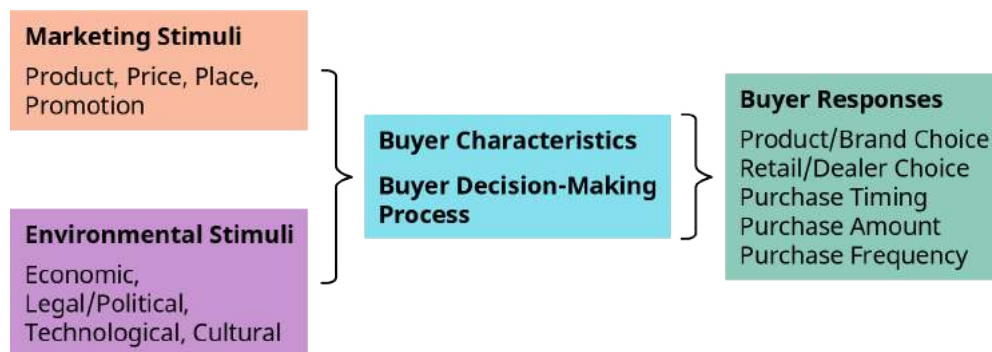 Marketing Stimuli
Product, Price, Place,
Promotion
Environmental Stimuli
Economic,
Legal/Political,
Technological, Cultural
Buyer Characteristics
Buyer Decision-Making
Process
Buyer Responses
Product/Brand Choice
Retail/Dealer Choice
Purchase Timing
Purchase Amount
Purchase Frequency